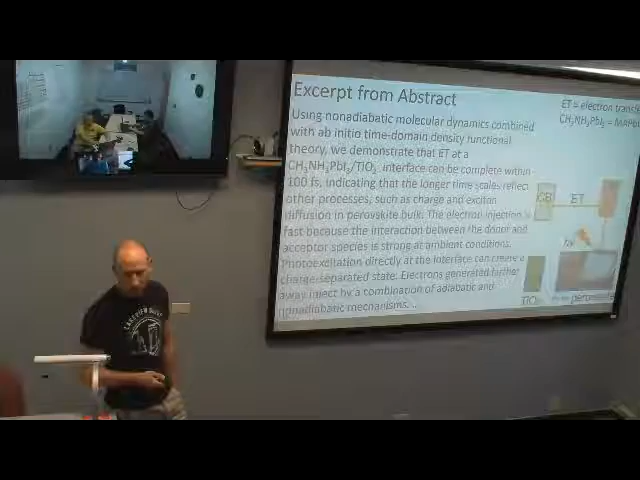 Excerpt from Abstract
Using nonadiabatic molecular dynamics combined
with ab initio time-domain density functional
theory, we demonstrate that ET at a
CH₃NH₃PbI₃/TiO₂ interface can be complete within
100 fs, indicating that the longer time scales reflect
other processes, such as charge and exciton
diffusion in perovskite bulk. The electron injection is
fast because the interaction between the donor and
acceptor species is strong at ambient conditions.
Photoexcitation directly at the interface can create a
charge-separated state. Electrons generated further
away inject by a combination of adiabatic and
nonadiabatic mechanisms. ..
ET = electron transf
CH₃NH₃PbI₃ = MAPbI
CB
ET
hν
TiO₂